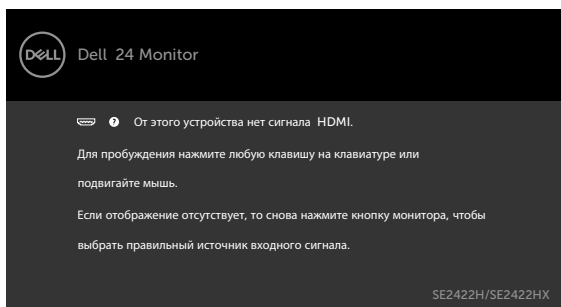 DELL
Dell 24 Monitor
? От этого устройства нет сигнала HDMI.
Для пробуждения нажмите любую клавишу на клавиатуре или
подвигайте мышь.
Если отображение отсутствует, то снова нажмите кнопку монитора, чтобы
выбрать правильный источник входного сигнала.
SE2422H/SE2422HX